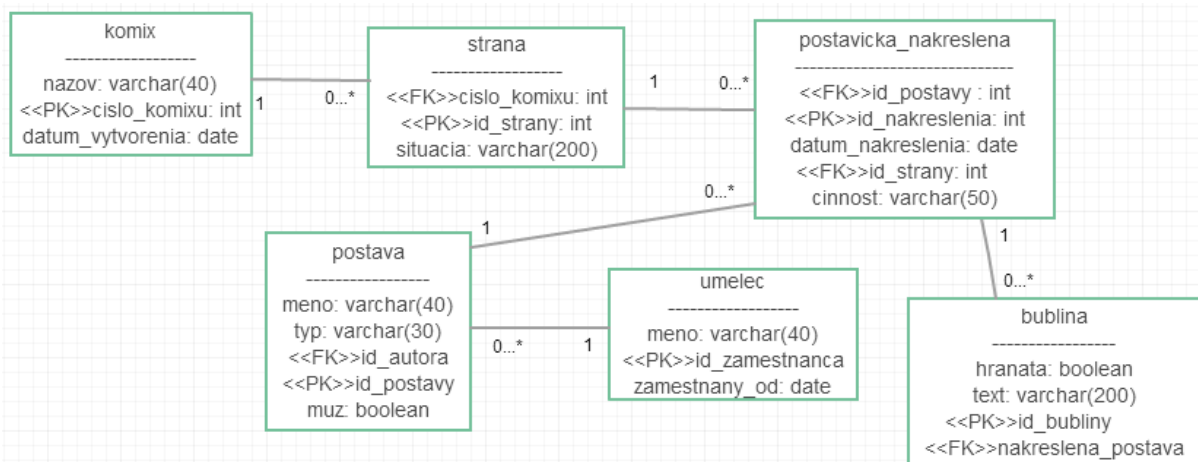 komix
------------------
nazov: varchar(40)
<<PK>>cislo_komixu: int
datum_vytvorenia: date
1
0...*
strana
------------------
<<FK>>cislo_komixu: int
<<PK>>id_strany: int
situacia: varchar(200)
1
0...*
postavicka_nakreslena
------------------------------
<<FK>>id_postavy : int
<<PK>>id_nakreslenia: int
datum_nakreslenia: date
<<FK>>id_strany: int
cinnost: varchar(50)
0...*
1
postava
-----------------
meno: varchar(40)
typ: varchar(30)
<<FK>>id_autora
<<PK>>id_postavy
muz: boolean
0...*
1
umelec
------------------
meno: varchar(40)
<<PK>>id_zamestnanca
zamestnany_od: date
1
0...*
bublina
-----------------
hranata: boolean
text: varchar(200)
<<PK>>id_bubliny
<<FK>>nakreslena_postava